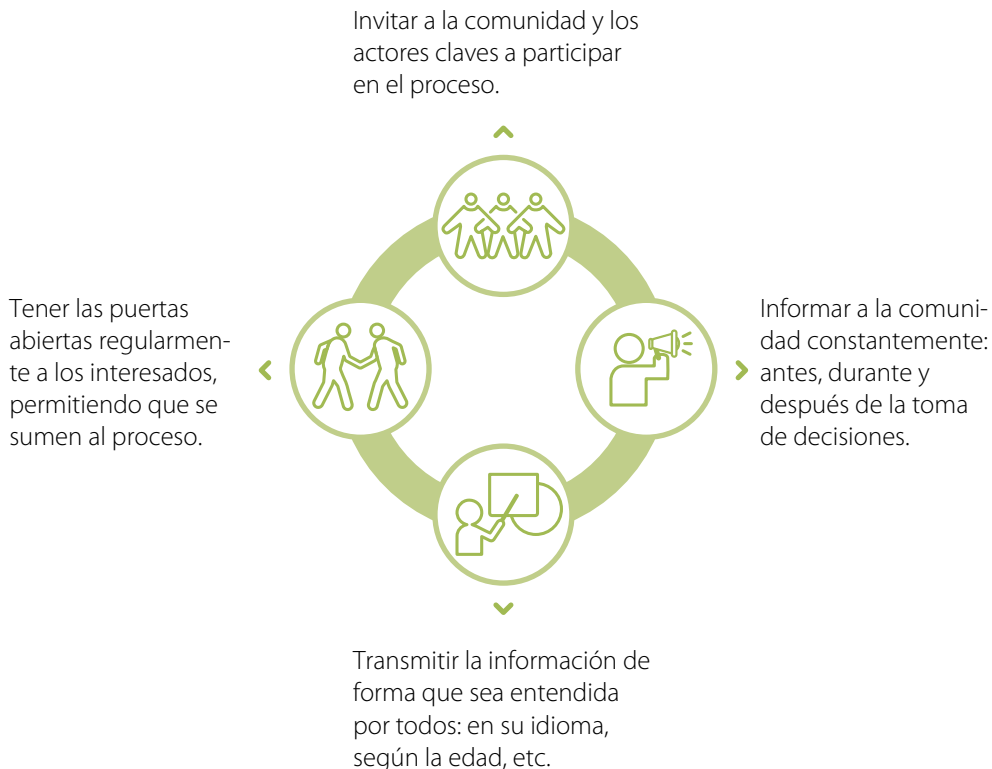 Invitar a la comunidad y los
actores claves a participar
en el proceso.
Tener las puertas
abiertas regularmen-
te a los interesados,
permitiendo que se
sumen al proceso.
Informar a la comuni-
dad constantemente:
antes, durante y
después de la toma
de decisiones.
Transmitir la información de
forma que sea entendida
por todos: en su idioma,
según la edad, etc.